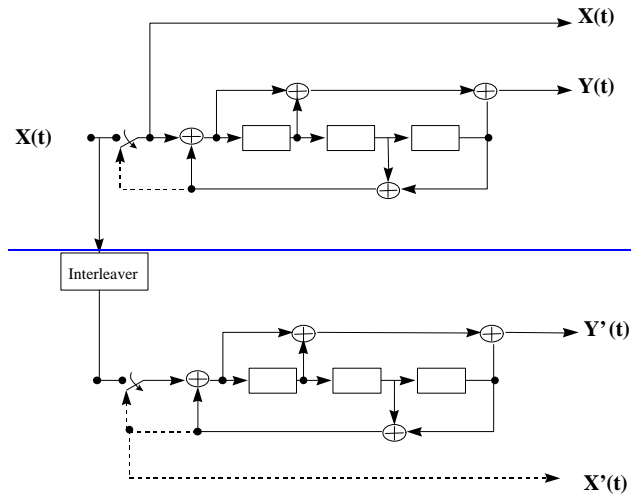 X(t)
Y(t)
X(t)
Interleaver
Y’(t)
X’(t)